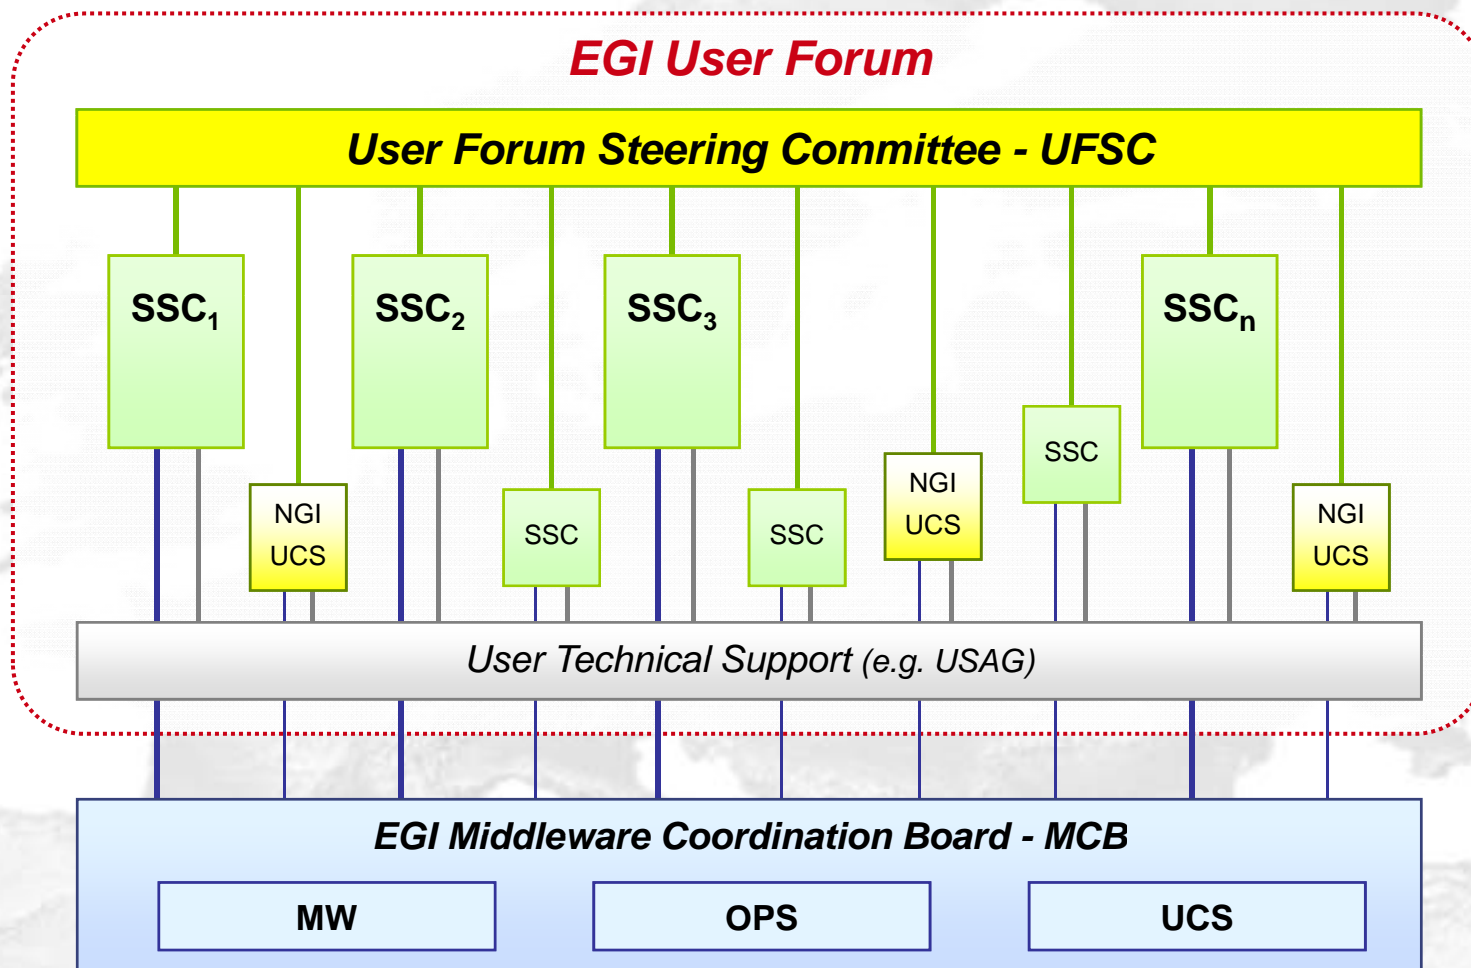 EGI User Forum
User Forum Steering Committee - UFSC
SSC1
SSC2
SSC3
SSCn
NGI
UCS
SSC
SSC
NGI
UCS
SSC
NGI
UCS
User Technical Support (e.g. USAG)
EGI Middleware Coordination Board - MCB
MW
OPS
UCS